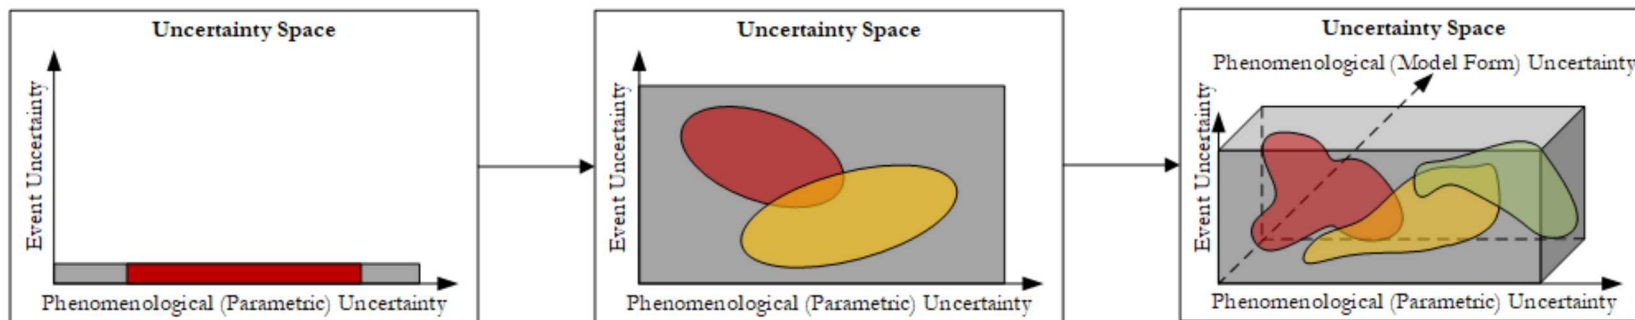 Uncertainty Space
Event Uncertainty
Phenomenological (Parametric) Uncertainty
Uncertainty Space
Event Uncertainty
Phenomenological (Parametric) Uncertainty
Uncertainty Space
Phenomenological (Model Form) Uncertainty
Event Uncertainty
Phenomenological (Parametric) Uncertainty